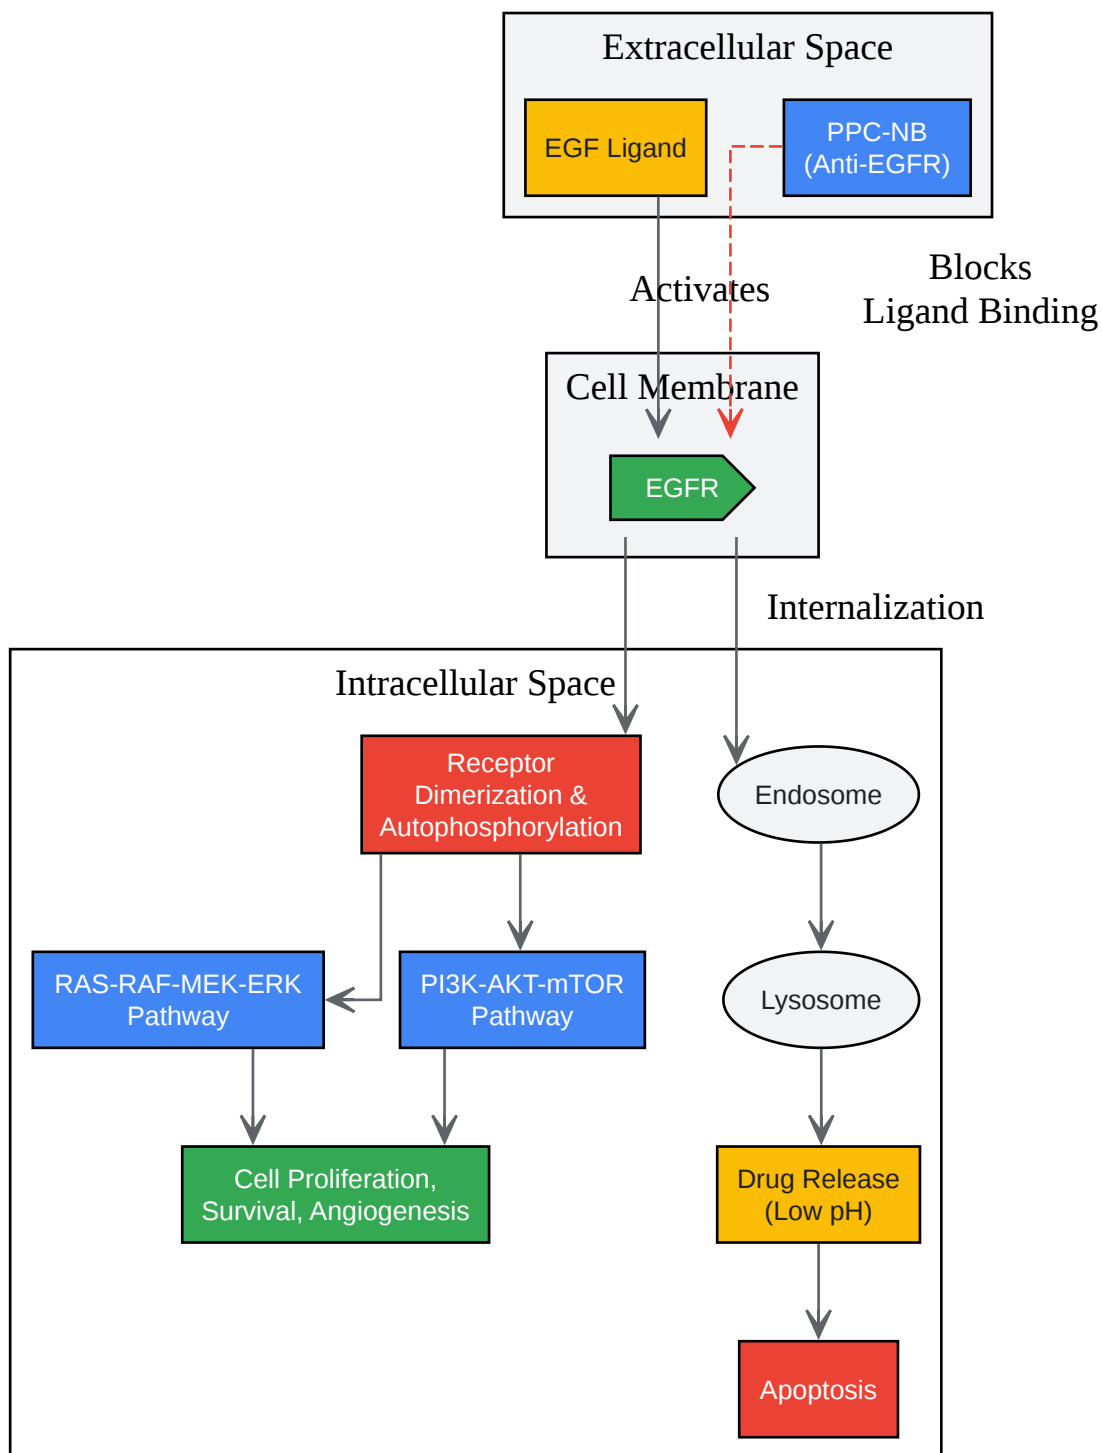 Extracellular Space
EGF Ligand
PPC-NB
(Anti-EGFR)
Activates
Blocks
Ligand Binding
Cell Membrane
EGFR
Internalization
Intracellular Space
Receptor
Dimerization &
Autophosphorylation
Endosome
RAS-RAF-MEK-ERK
Pathway
PI3K-AKT-mTOR
Pathway
Lysosome
Cell Proliferation,
Survival, Angiogenesis
Drug Release
(Low pH)
Apoptosis